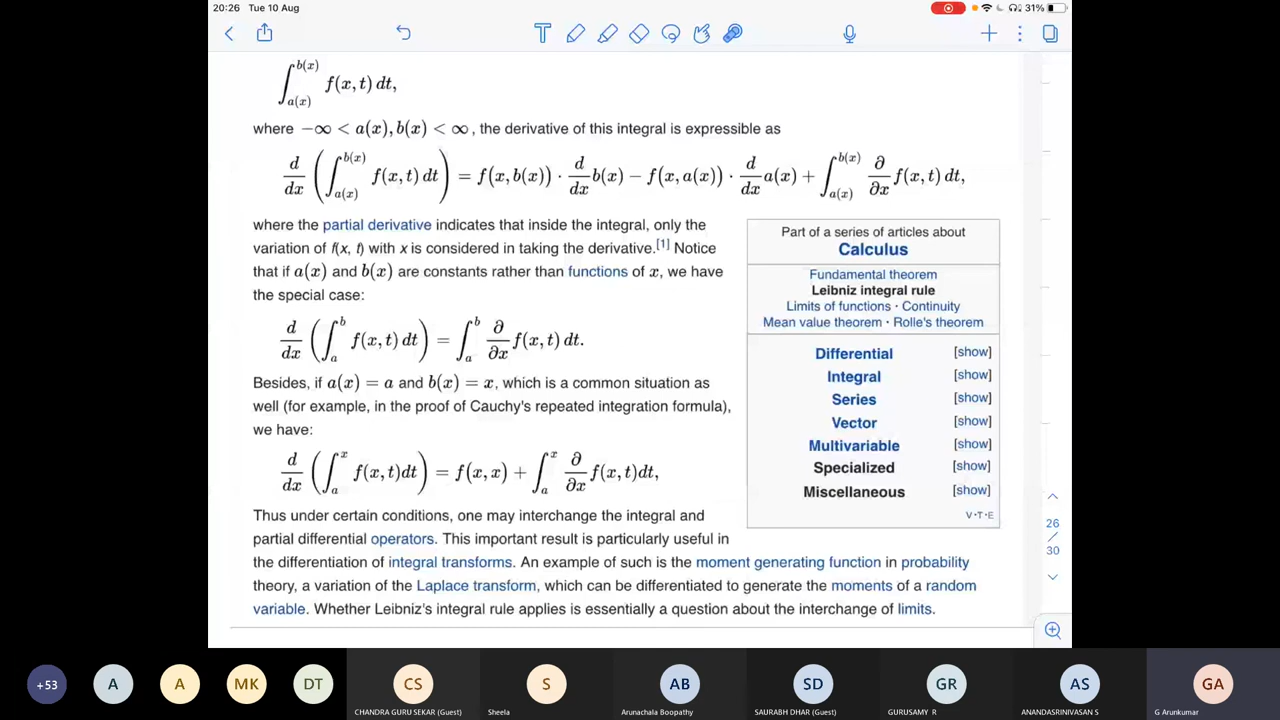 20:26 Tue 10 Aug
31%
∫_{a(x)}^{b(x)} f(x,t) dt,
where −∞ < a(x), b(x) < ∞, the derivative of this integral is expressible as
d/dx (∫_{a(x)}^{b(x)} f(x,t) dt) = f(x,b(x)) · d/dx b(x) − f(x,a(x)) · d/dx a(x) + ∫_{a(x)}^{b(x)} ∂/∂x f(x,t) dt,
where the partial derivative indicates that inside the integral, only the
variation of f(x, t) with x is considered in taking the derivative.[1] Notice
that if a(x) and b(x) are constants rather than functions of x, we have
the special case:
d/dx (∫_a^b f(x,t) dt) = ∫_a^b ∂/∂x f(x,t) dt.
Besides, if a(x) = a and b(x) = x, which is a common situation as
well (for example, in the proof of Cauchy's repeated integration formula),
we have:
d/dx (∫_a^x f(x,t)dt) = f(x,x) + ∫_a^x ∂/∂x f(x,t)dt,
Thus under certain conditions, one may interchange the integral and
partial differential operators. This important result is particularly useful in
the differentiation of integral transforms. An example of such is the moment generating function in probability
theory, a variation of the Laplace transform, which can be differentiated to generate the moments of a random
variable. Whether Leibniz's integral rule applies is essentially a question about the interchange of limits.
Part of a series of articles about
Calculus
Fundamental theorem
Leibniz integral rule
Limits of functions · Continuity
Mean value theorem · Rolle's theorem
Differential [show]
Integral [show]
Series [show]
Vector [show]
Multivariable [show]
Specialized [show]
Miscellaneous [show]
V·T·E
26
/
30
+53 A A MK DT CS S AB SD GR AS GA
CHANDRA GURU SEKAR (Guest) Sheela Arunachala Boopathy SAURABH DHAR (Guest) GURUSAMY R ANANDASRINIVASAN S G Arunkumar